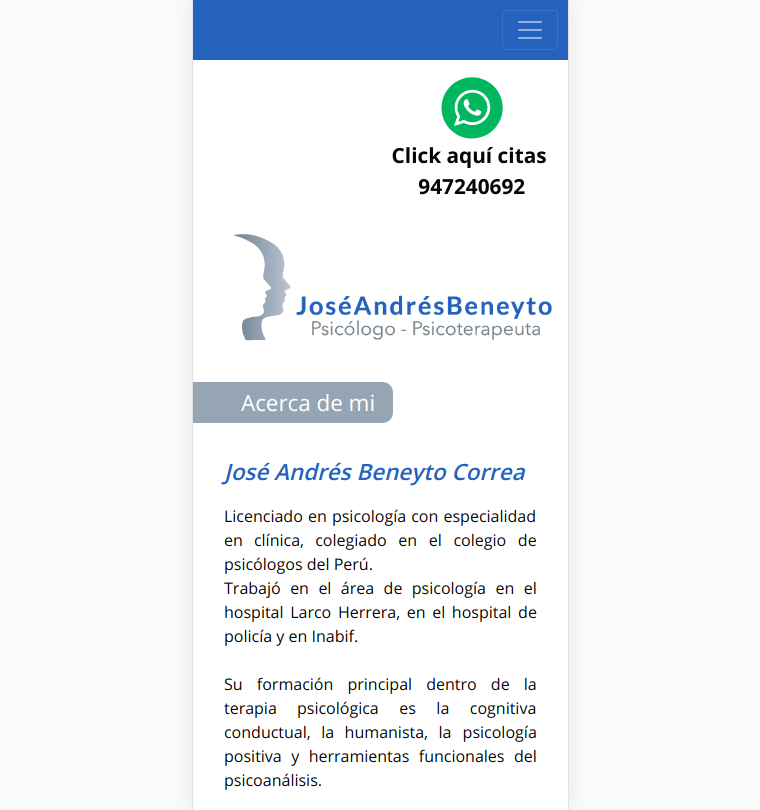 Click aquí citas
947240692
JoséAndrésBeneyto
Psicólogo - Psicoterapeuta
Acerca de mi
José Andrés Beneyto Correa
Licenciado en psicología con especialidad
en clínica, colegiado en el colegio de
psicólogos del Perú.
Trabajó en el área de psicología en el
hospital Larco Herrera, en el hospital de
policía y en Inabif.
Su formación principal dentro de la
terapia psicológica es la cognitiva
conductual, la humanista, la psicología
positiva y herramientas funcionales del
psicoanálisis.